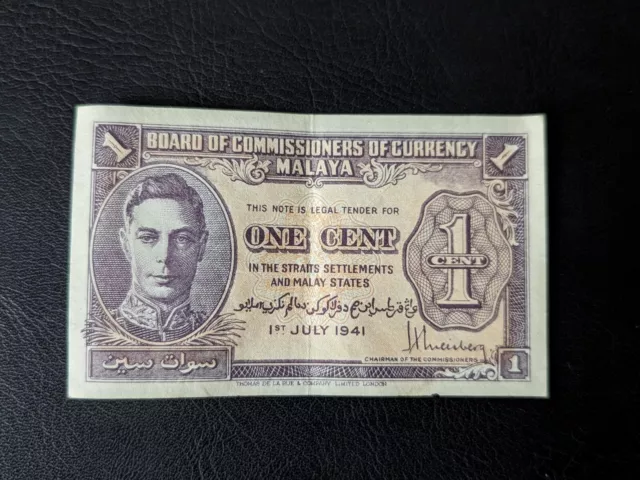 1 BOARD OF COMMISSIONERS OF CURRENCY 1
MALAYA
THIS NOTE IS LEGAL TENDER FOR
ONE CENT
1
CENT
IN THE STRAITS SETTLEMENTS
AND MALAY STATES
1ST JULY 1941
CHAIRMAN OF THE COMMISSIONERS
سوات سين
1
THOMAS DE LA RUE & COMPANY, LIMITED, LONDON